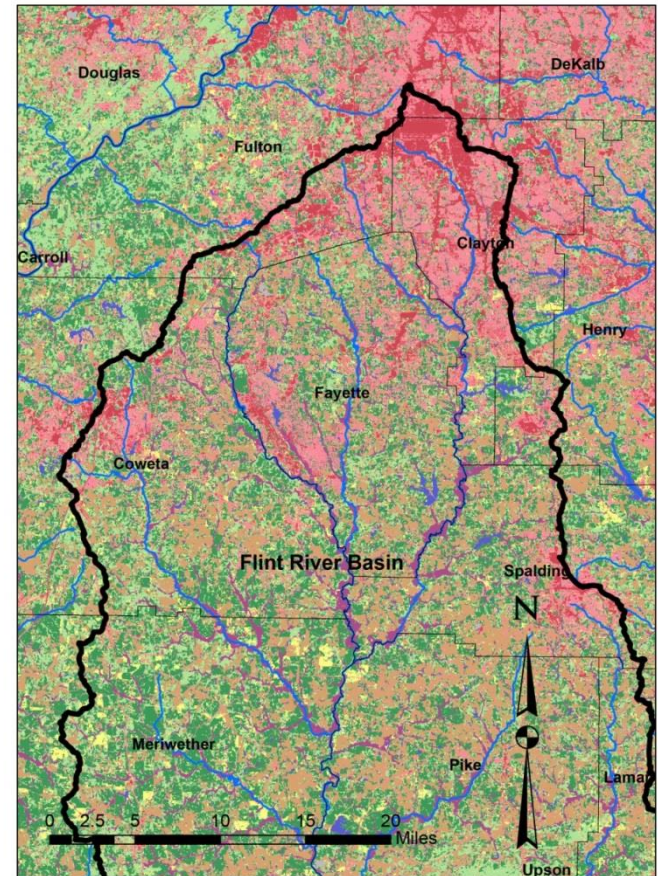 Douglas
DeKalb
Fulton
Carroll
Clayton
Henry
Fayette
Coweta
Flint River Basin
Spalding
N
Meriwether
Pike
Lamar
0 2.5 5 10 15 20
Miles
Upson